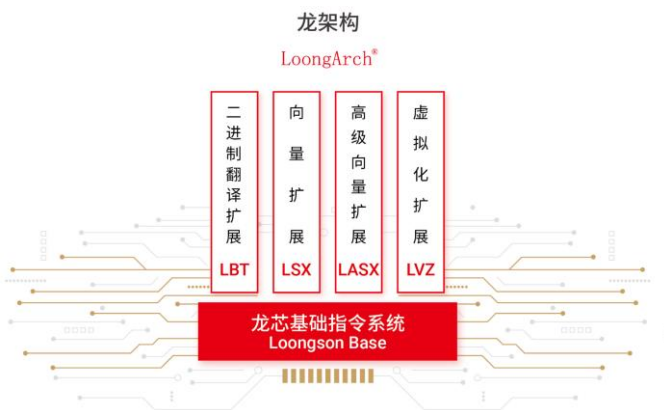 龙架构
LoongArch®
二进制翻译扩展
LBT
向量扩展
LSX
高级向量扩展
LASX
虚拟化扩展
LVZ
龙芯基础指令系统
Loongson Base